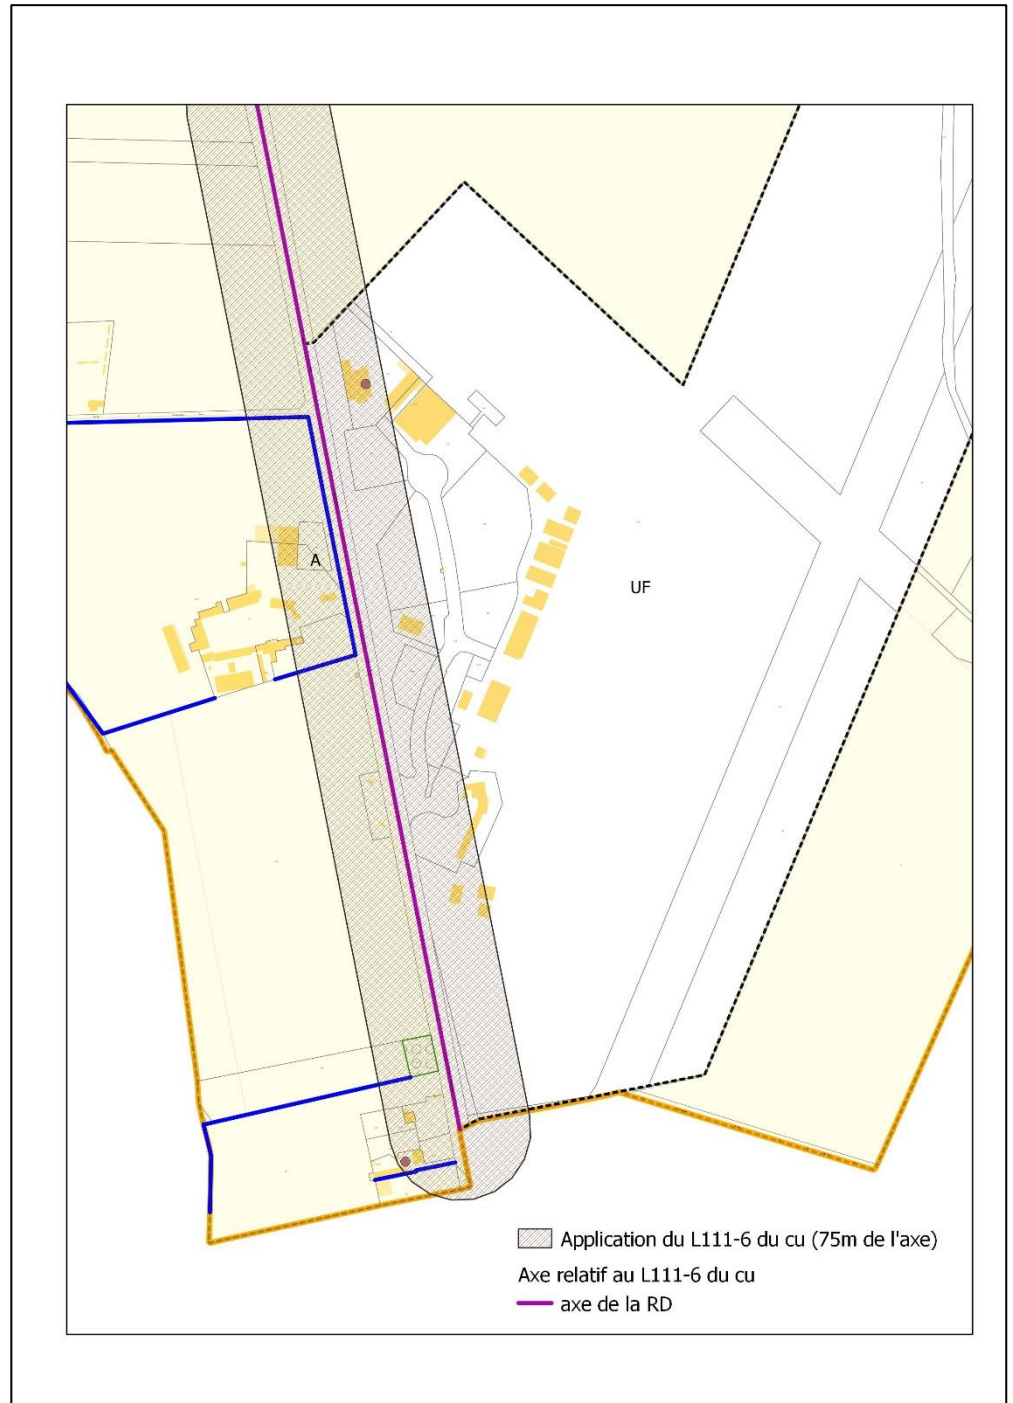 A
UF
Application du L111-6 du cu (75m de l'axe)
Axe relatif au L111-6 du cu
axe de la RD